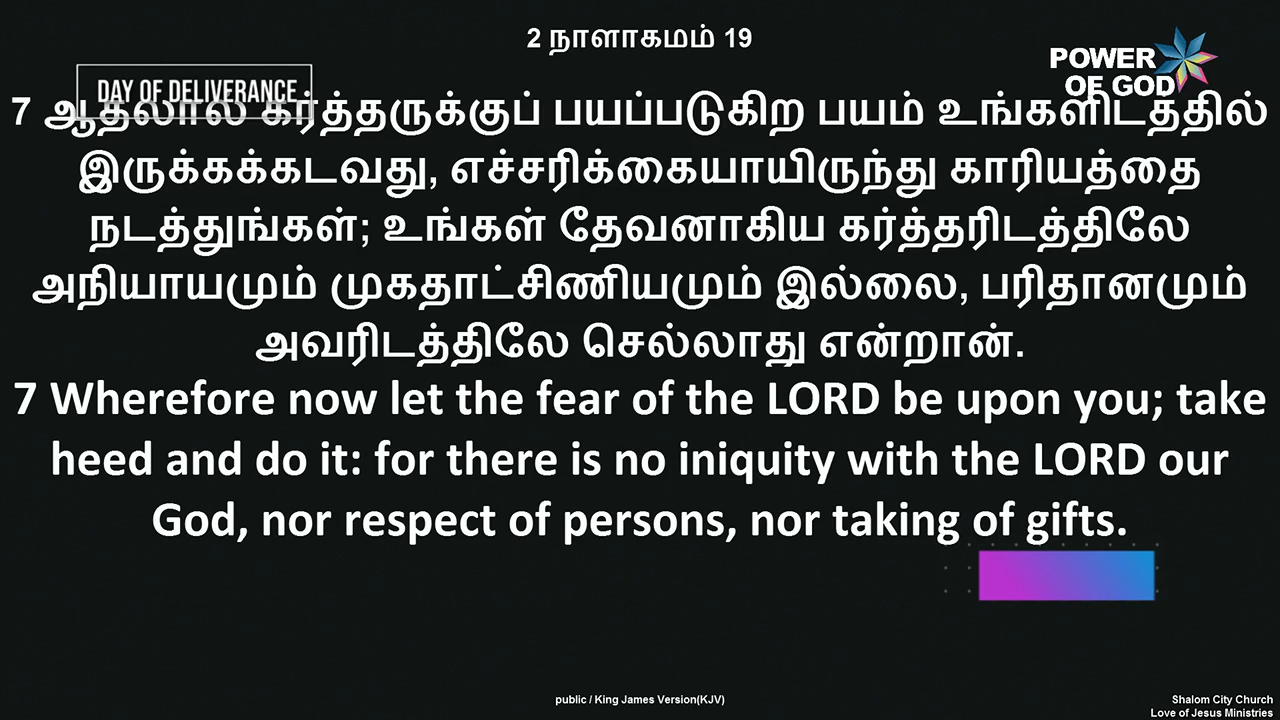 2 நாளாகமம் 19
DAY OF DELIVERANCE
POWER
OF GOD
7 ஆதலால் கர்த்தருக்குப் பயப்படுகிற பயம் உங்களிடத்தில்
இருக்கக்கடவது, எச்சரிக்கையாயிருந்து காரியத்தை
நடத்துங்கள்; உங்கள் தேவனாகிய கர்த்தரிடத்திலே
அநியாயமும் முகதாட்சிணியமும் இல்லை, பரிதானமும்
அவரிடத்திலே செல்லாது என்றான்.
7 Wherefore now let the fear of the LORD be upon you; take
heed and do it: for there is no iniquity with the LORD our
God, nor respect of persons, nor taking of gifts.
public / King James Version(KJV)
Shalom City Church
Love of Jesus Ministries